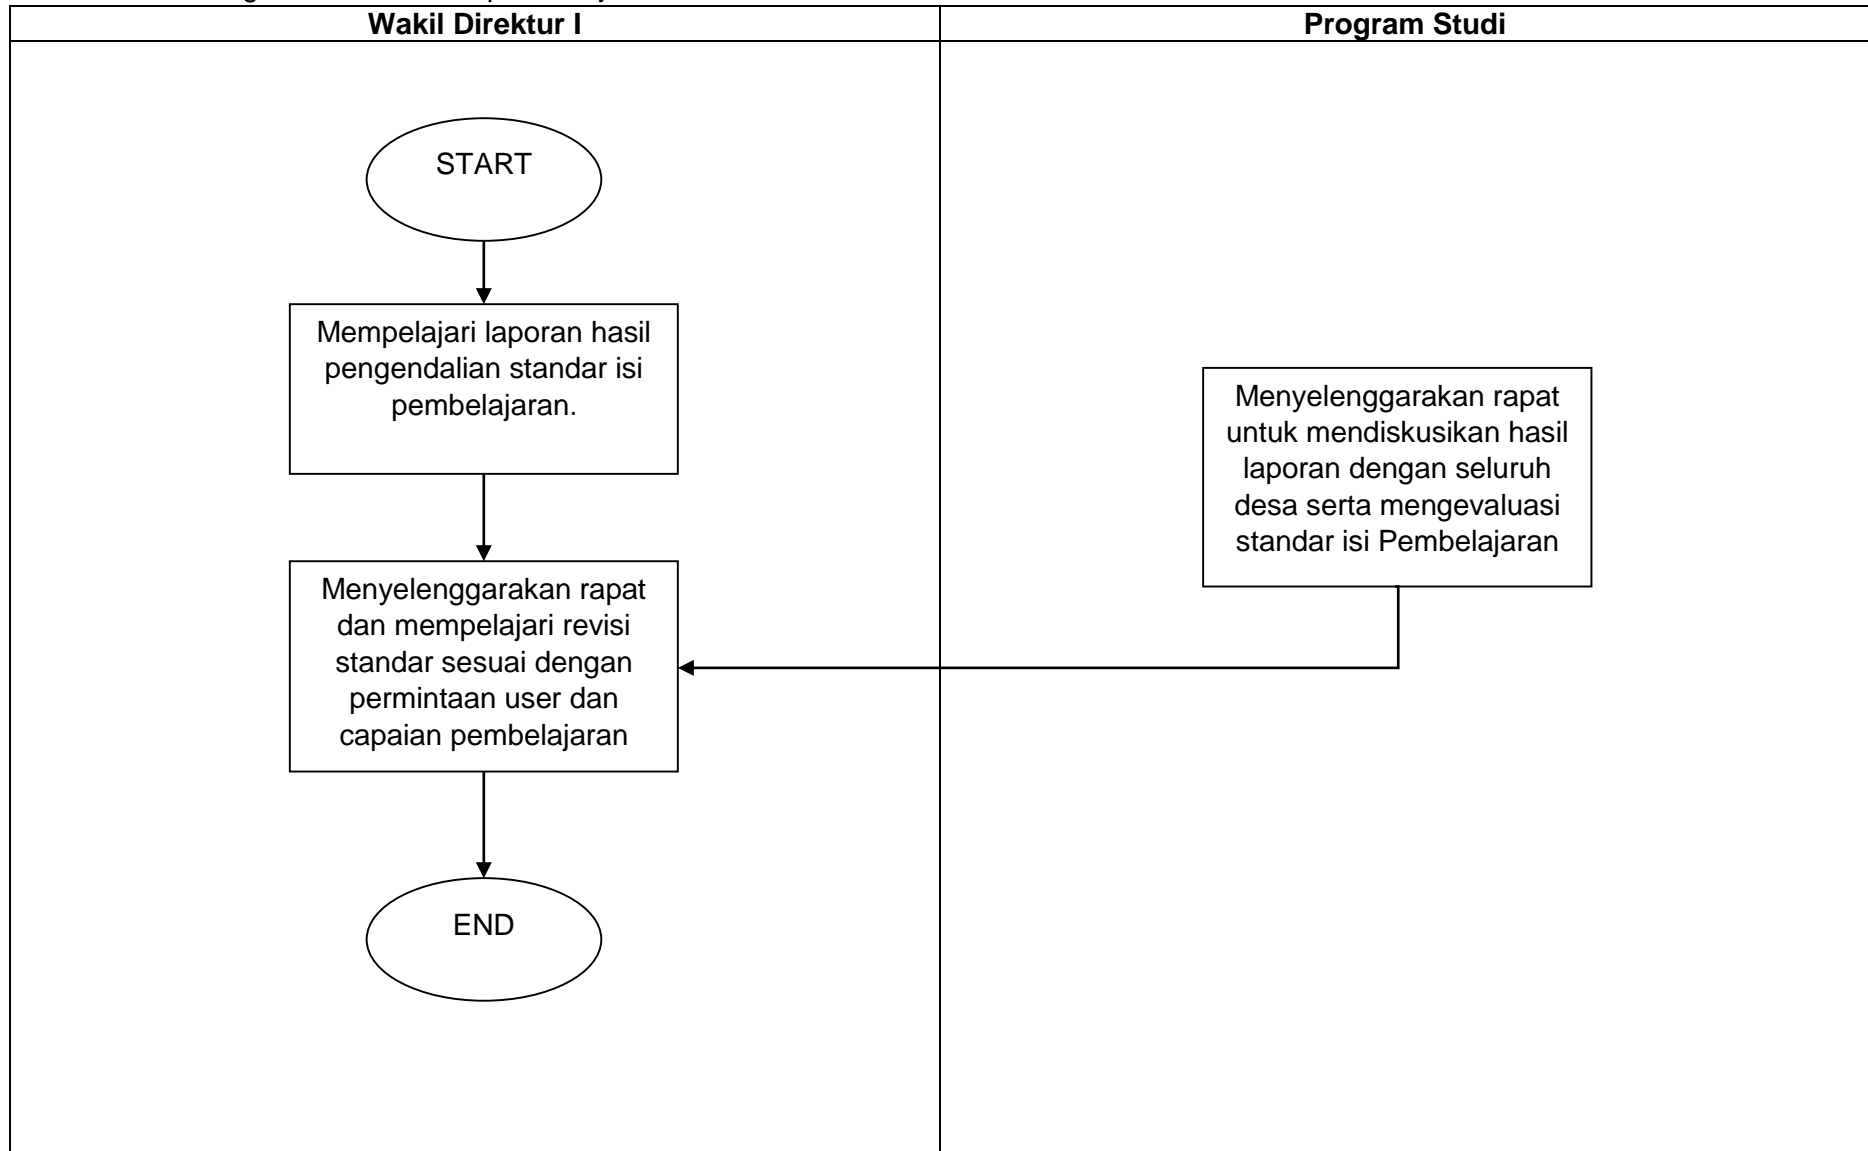 Wakil Direktur I
Program Studi
START
Mempelajari laporan hasil
pengendalian standar isi
pembelajaran.
Menyelenggarakan rapat
untuk mendiskusikan hasil
laporan dengan seluruh
desa serta mengevaluasi
standar isi Pembelajaran
Menyelenggarakan rapat
dan mempelajari revisi
standar sesuai dengan
permintaan user dan
capaian pembelajaran
END